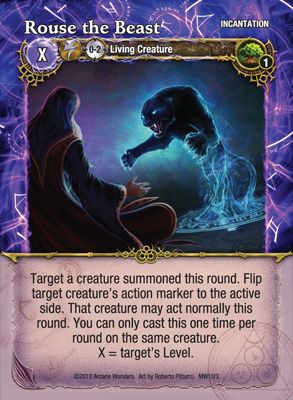 Rouse the Beast
INCANTATION
X
0-2
Living Creature
1
Target a creature summoned this round. Flip
target creature's action marker to the active
side. That creature may act normally this
round. You can only cast this one time per
round on the same creature.
X = target's Level.
©2012 Arcane Wonders. Art by Roberto Pitturru. MW1I23